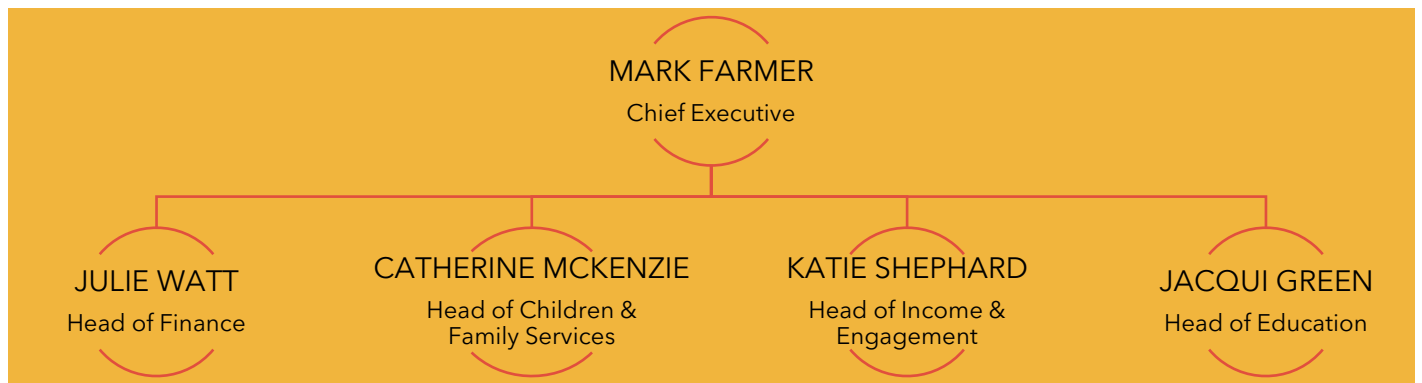 MARK FARMER
Chief Executive
JULIE WATT
Head of Finance
CATHERINE MCKENZIE
Head of Children &
Family Services
KATIE SHEPHARD
Head of Income &
Engagement
JACQUI GREEN
Head of Education